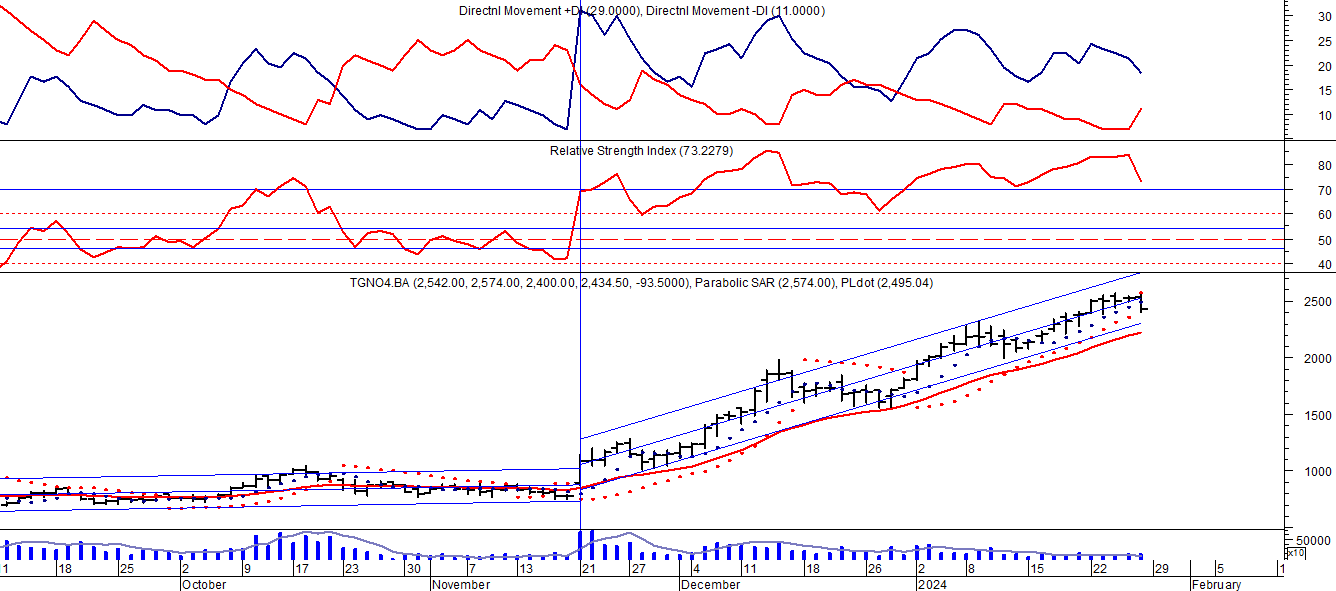 Directnl Movement +DI (29.0000), Directnl Movement -DI (11.0000)
30
25
20
15
10
Relative Strength Index (73.2279)
80
70
60
50
40
TGNO4.BA (2,542.00, 2,574.00, 2,400.00, 2,434.50, -93.5000), Parabolic SAR (2,574.00), PLdot (2,495.04)
2500
2000
1500
1000
50000
x10
1 18 25 2 9 17 23 30 7 13 21 27 4 11 18 26 2 8 15 22 29 5 1
October November December 2024 February